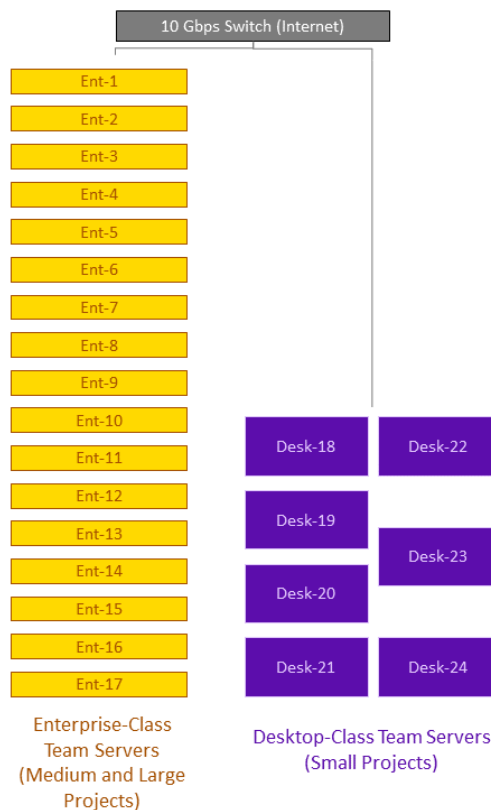 10 Gbps Switch (Internet)
Ent-1
Ent-2
Ent-3
Ent-4
Ent-5
Ent-6
Ent-7
Ent-8
Ent-9
Ent-10
Ent-11
Ent-12
Ent-13
Ent-14
Ent-15
Ent-16
Ent-17
Enterprise-Class
Team Servers
(Medium and Large
Projects)
Desk-18
Desk-19
Desk-20
Desk-21
Desk-22
Desk-23
Desk-24
Desktop-Class Team Servers
(Small Projects)